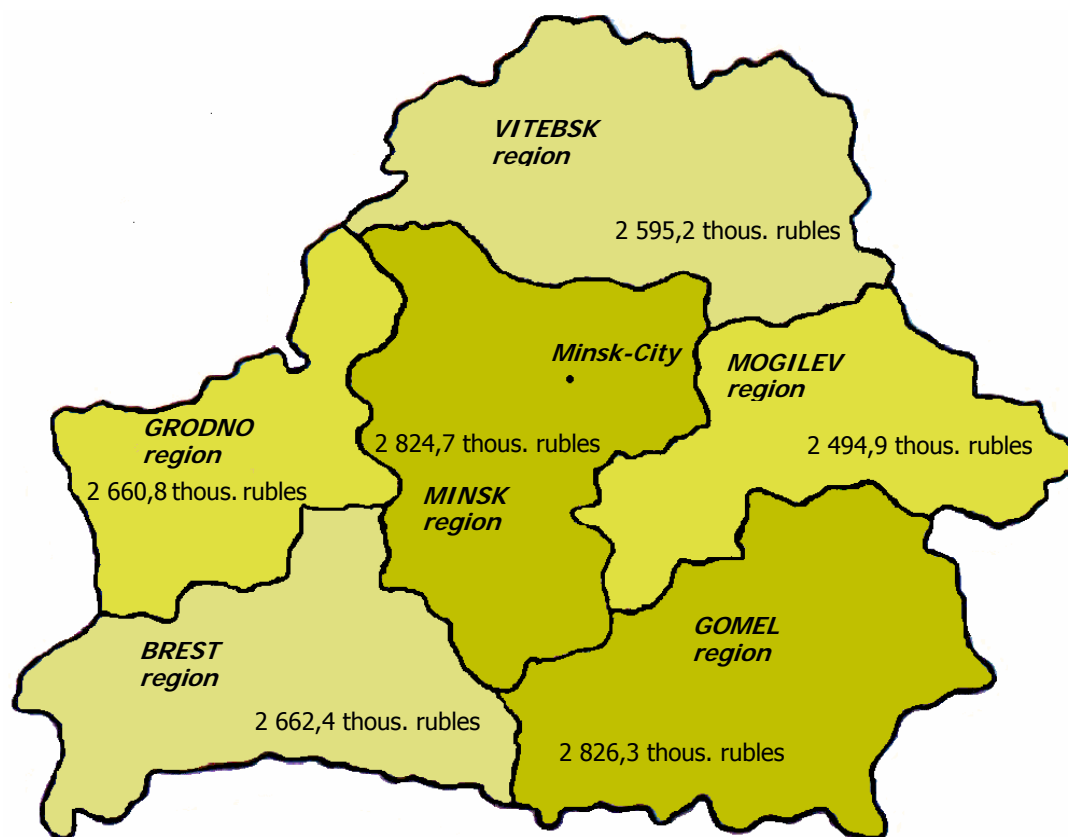 VITEBSK
region
2 595,2 thous. rubles
Minsk-City
MOGILEV
region
GRODNO
region
2 824,7 thous. rubles
2 494,9 thous. rubles
2 660,8 thous. rubles
MINSK
region
GOMEL
region
BREST
region
2 662,4 thous. rubles
2 826,3 thous. rubles